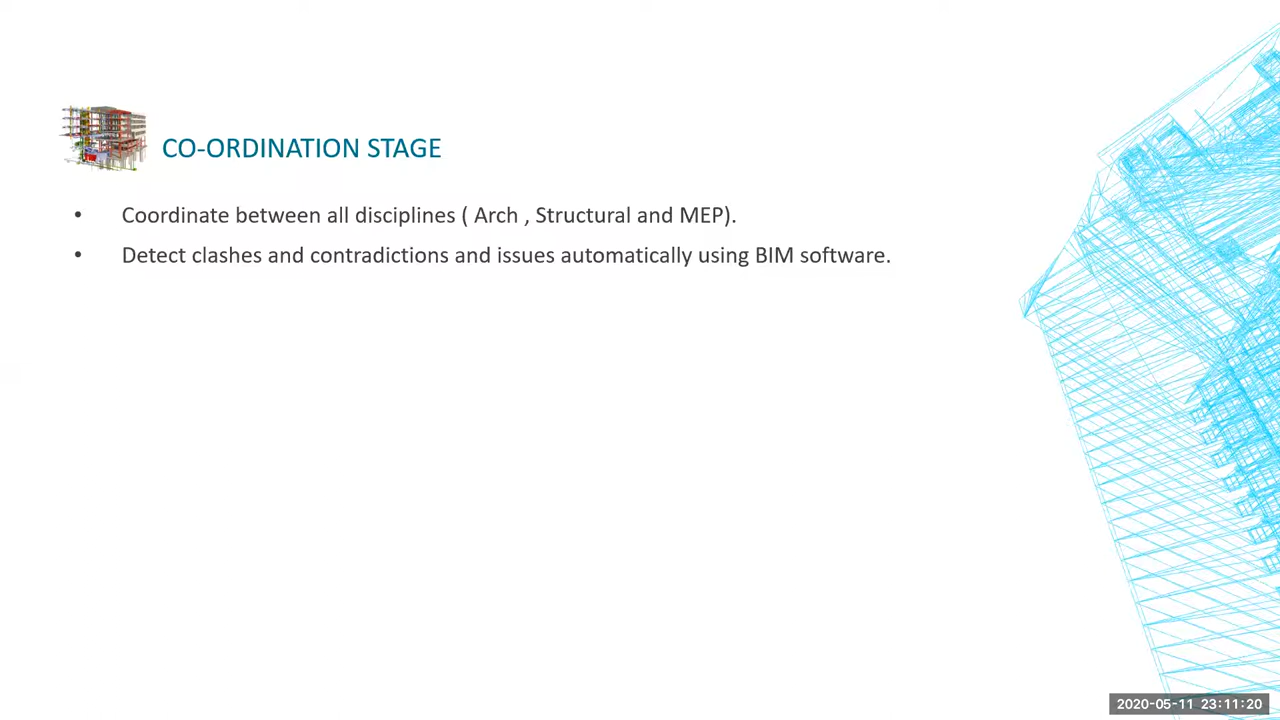 CO-ORDINATION STAGE
• Coordinate between all disciplines ( Arch , Structural and MEP).
• Detect clashes and contradictions and issues automatically using BIM software.
2020-05-11 23:11:20